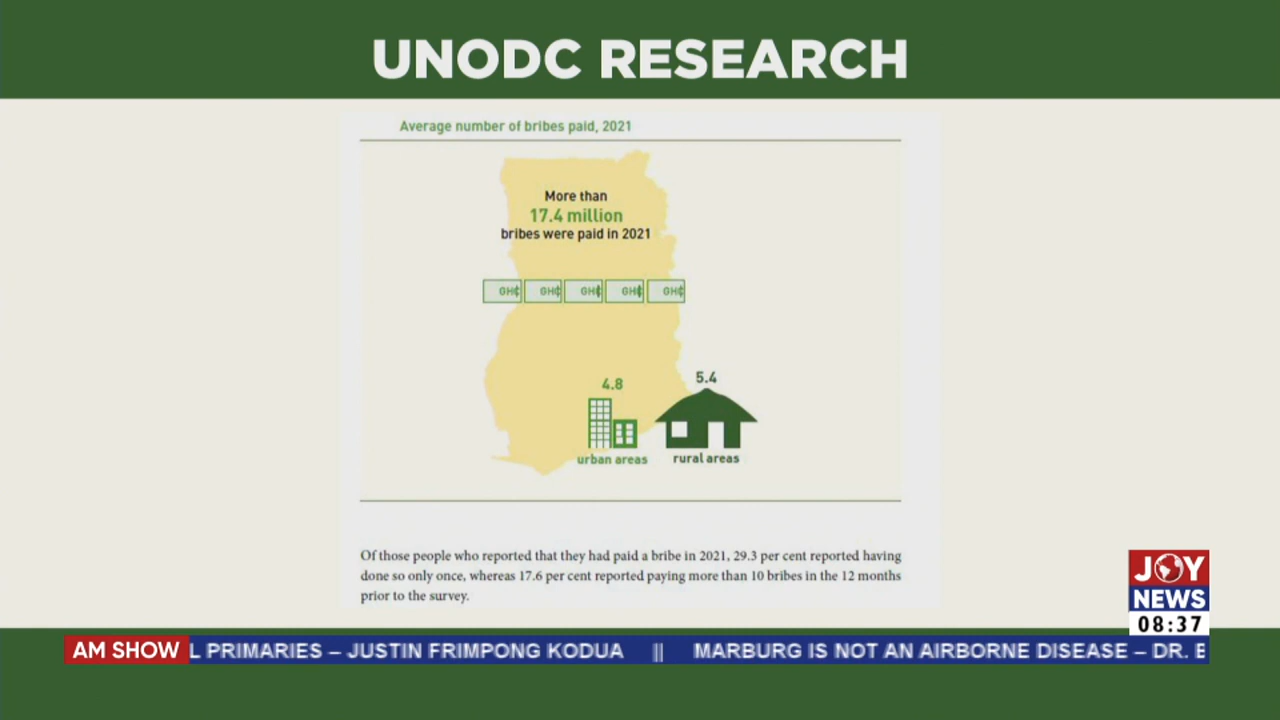 UNODC RESEARCH
Average number of bribes paid, 2021
More than
17.4 million
bribes were paid in 2021
GH₵ GH₵ GH₵ GH₵ GH₵
4.8
5.4
urban areas
rural areas
Of those people who reported that they had paid a bribe in 2021, 29.3 per cent reported having
done so only once, whereas 17.6 per cent reported paying more than 10 bribes in the 12 months
prior to the survey.
JOY
NEWS
08:37
AM SHOW L PRIMARIES – JUSTIN FRIMPONG KODUA || MARBURG IS NOT AN AIRBORNE DISEASE – DR.